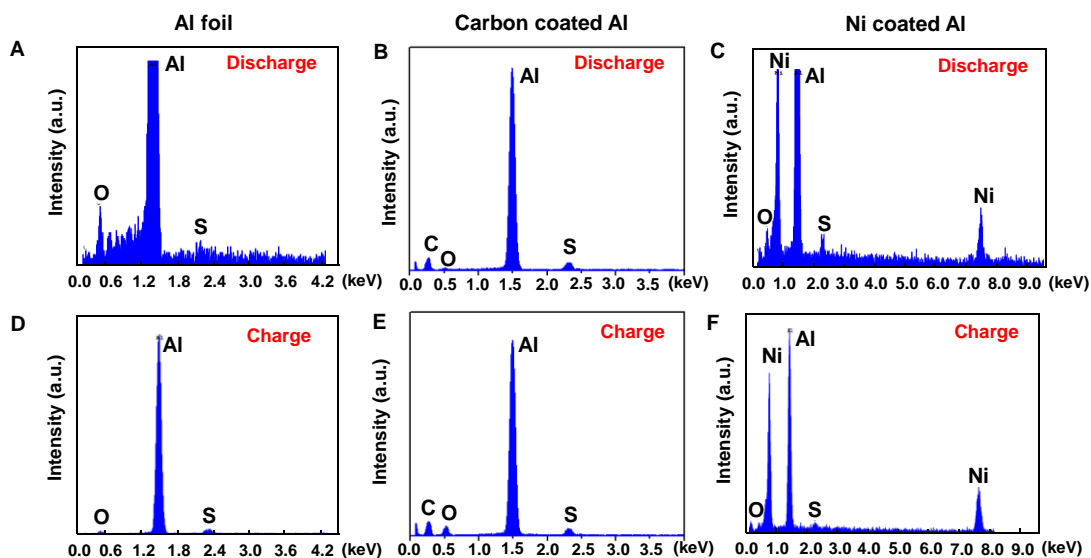 Al foil
Carbon coated Al
Ni coated Al
A
Discharge
Al
O
S
Intensity (a.u.)
0.0 0.6 1.2 1.8 2.4 3.0 3.6 4.2 (keV)
B
Discharge
Al
C
O
S
Intensity (a.u.)
0.0 0.5 1.0 1.5 2.0 2.5 3.0 3.5 (keV)
C
Discharge
Ni
Al
O
S
Ni
Intensity (a.u.)
0.0 1.0 2.0 3.0 4.0 5.0 6.0 7.0 8.0 9.0 (keV)
D
Charge
Al
O
S
Intensity (a.u.)
0.0 0.6 1.2 1.8 2.4 3.0 3.6 4.2 (keV)
E
Charge
Al
C
O
S
Intensity (a.u.)
0.0 0.5 1.0 1.5 2.0 2.5 3.0 3.5 (keV)
F
Charge
Ni
Al
O
S
Ni
Intensity (a.u.)
0.0 1.0 2.0 3.0 4.0 5.0 6.0 7.0 8.0 9.0 (keV)